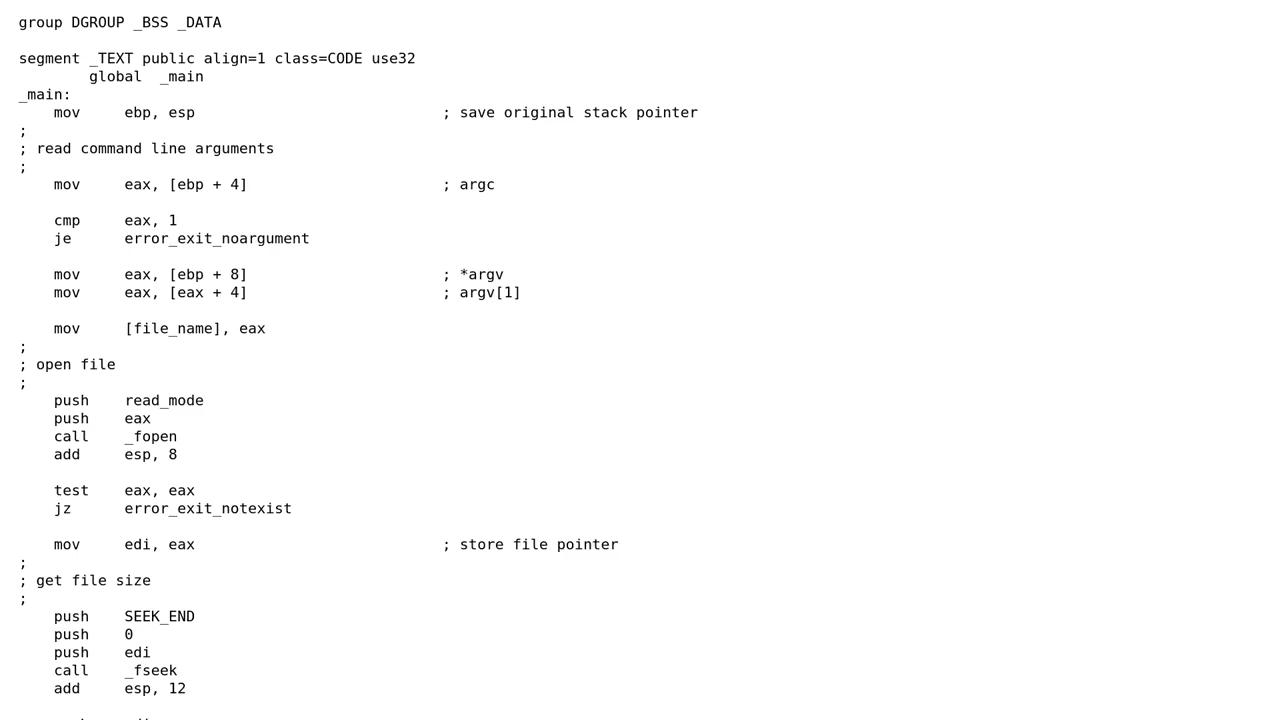 group DGROUP _BSS _DATA

segment _TEXT public align=1 class=CODE use32
        global  _main
_main:
    mov     ebp, esp                            ; save original stack pointer
;
; read command line arguments
;
    mov     eax, [ebp + 4]                      ; argc

    cmp     eax, 1
    je      error_exit_noargument

    mov     eax, [ebp + 8]                      ; *argv
    mov     eax, [eax + 4]                      ; argv[1]

    mov     [file_name], eax
;
; open file
;
    push    read_mode
    push    eax
    call    _fopen
    add     esp, 8

    test    eax, eax
    jz      error_exit_notexist

    mov     edi, eax                            ; store file pointer
;
; get file size
;
    push    SEEK_END
    push    0
    push    edi
    call    _fseek
    add     esp, 12